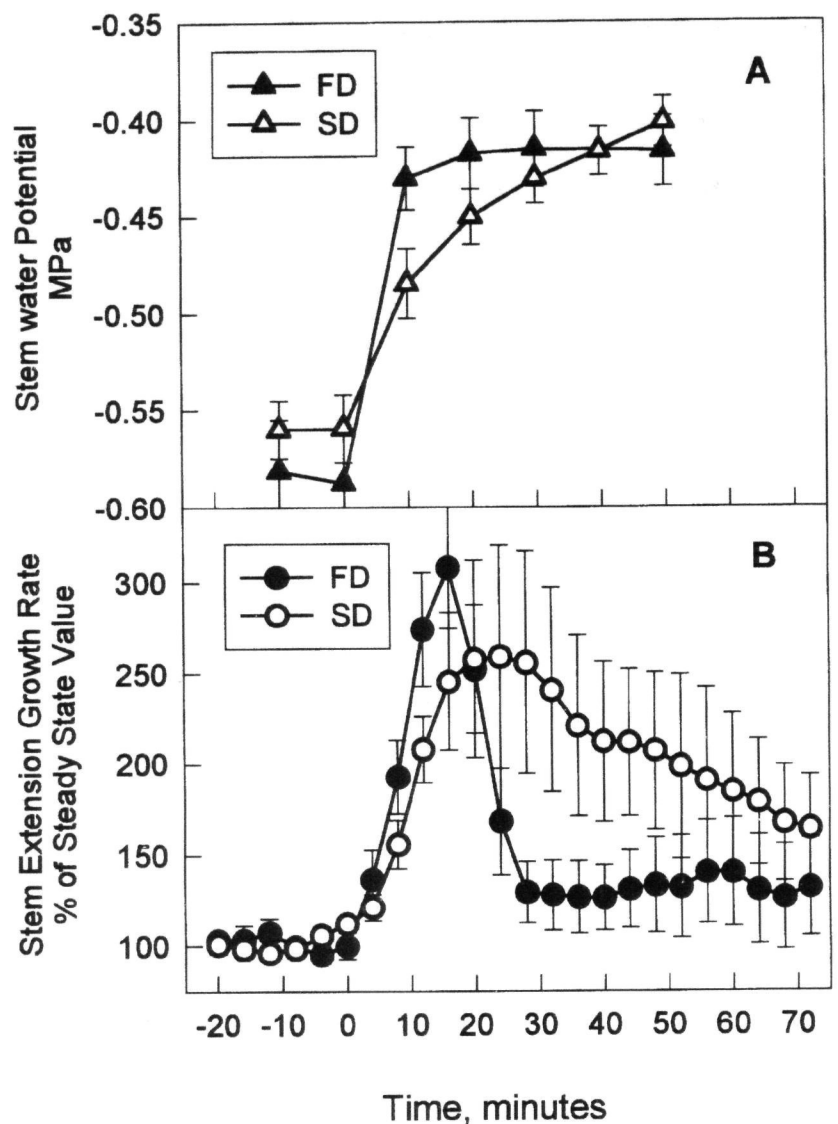 -0.35
-0.40
-0.45
-0.50
-0.55
-0.60
Stem water Potential
MPa
FD
SD
A
300
250
200
150
100
Stem Extension Growth Rate
% of Steady State Value
FD
SD
B
-20 -10 0 10 20 30 40 50 60 70
Time, minutes